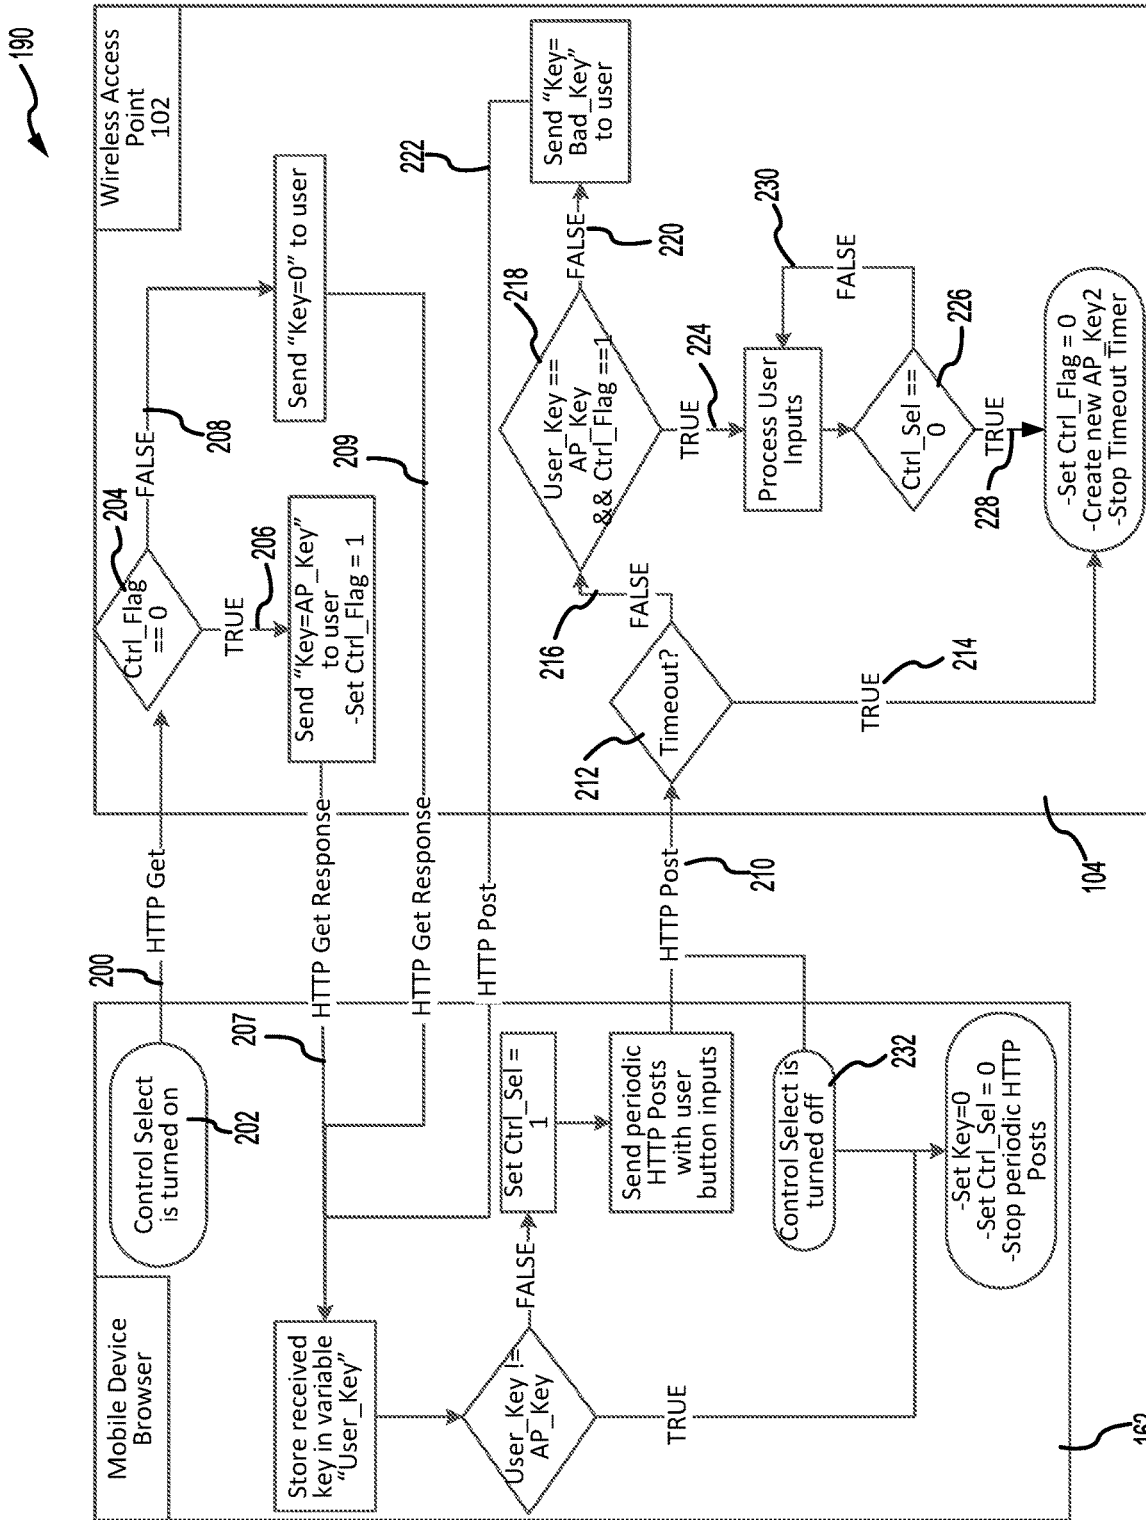 190
Mobile Device
Browser
Wireless Access
Point
102
Control Select
is turned on
202
200
HTTP Get
Ctrl_Flag
== 0
204
FALSE
208
TRUE
206
Send "Key=0" to user
Send "Key=AP_Key"
to user
-Set Ctrl_Flag = 1
207
HTTP Get Response
209
HTTP Get Response
222
HTTP Post
Store received
key in variable
"User_Key"
User_Key !=
AP_Key
FALSE
TRUE
Set Ctrl_Sel =
1
Send periodic
HTTP Posts
with user
button inputs
HTTP Post
210
Control Select is
turned off
232
-Set Key=0
-Set Ctrl_Sel = 0
-Stop periodic HTTP
Posts
162
Timeout?
212
FALSE
216
TRUE
214
User_Key ==
AP_Key
&& Ctrl_Flag ==1
218
FALSE
220
Send "Key=
Bad_Key"
to user
TRUE
224
Process User
Inputs
Ctrl_Sel ==
0
226
FALSE
230
TRUE
228
-Set Ctrl_Flag = 0
-Create new AP_Key2
-Stop Timeout Timer
104